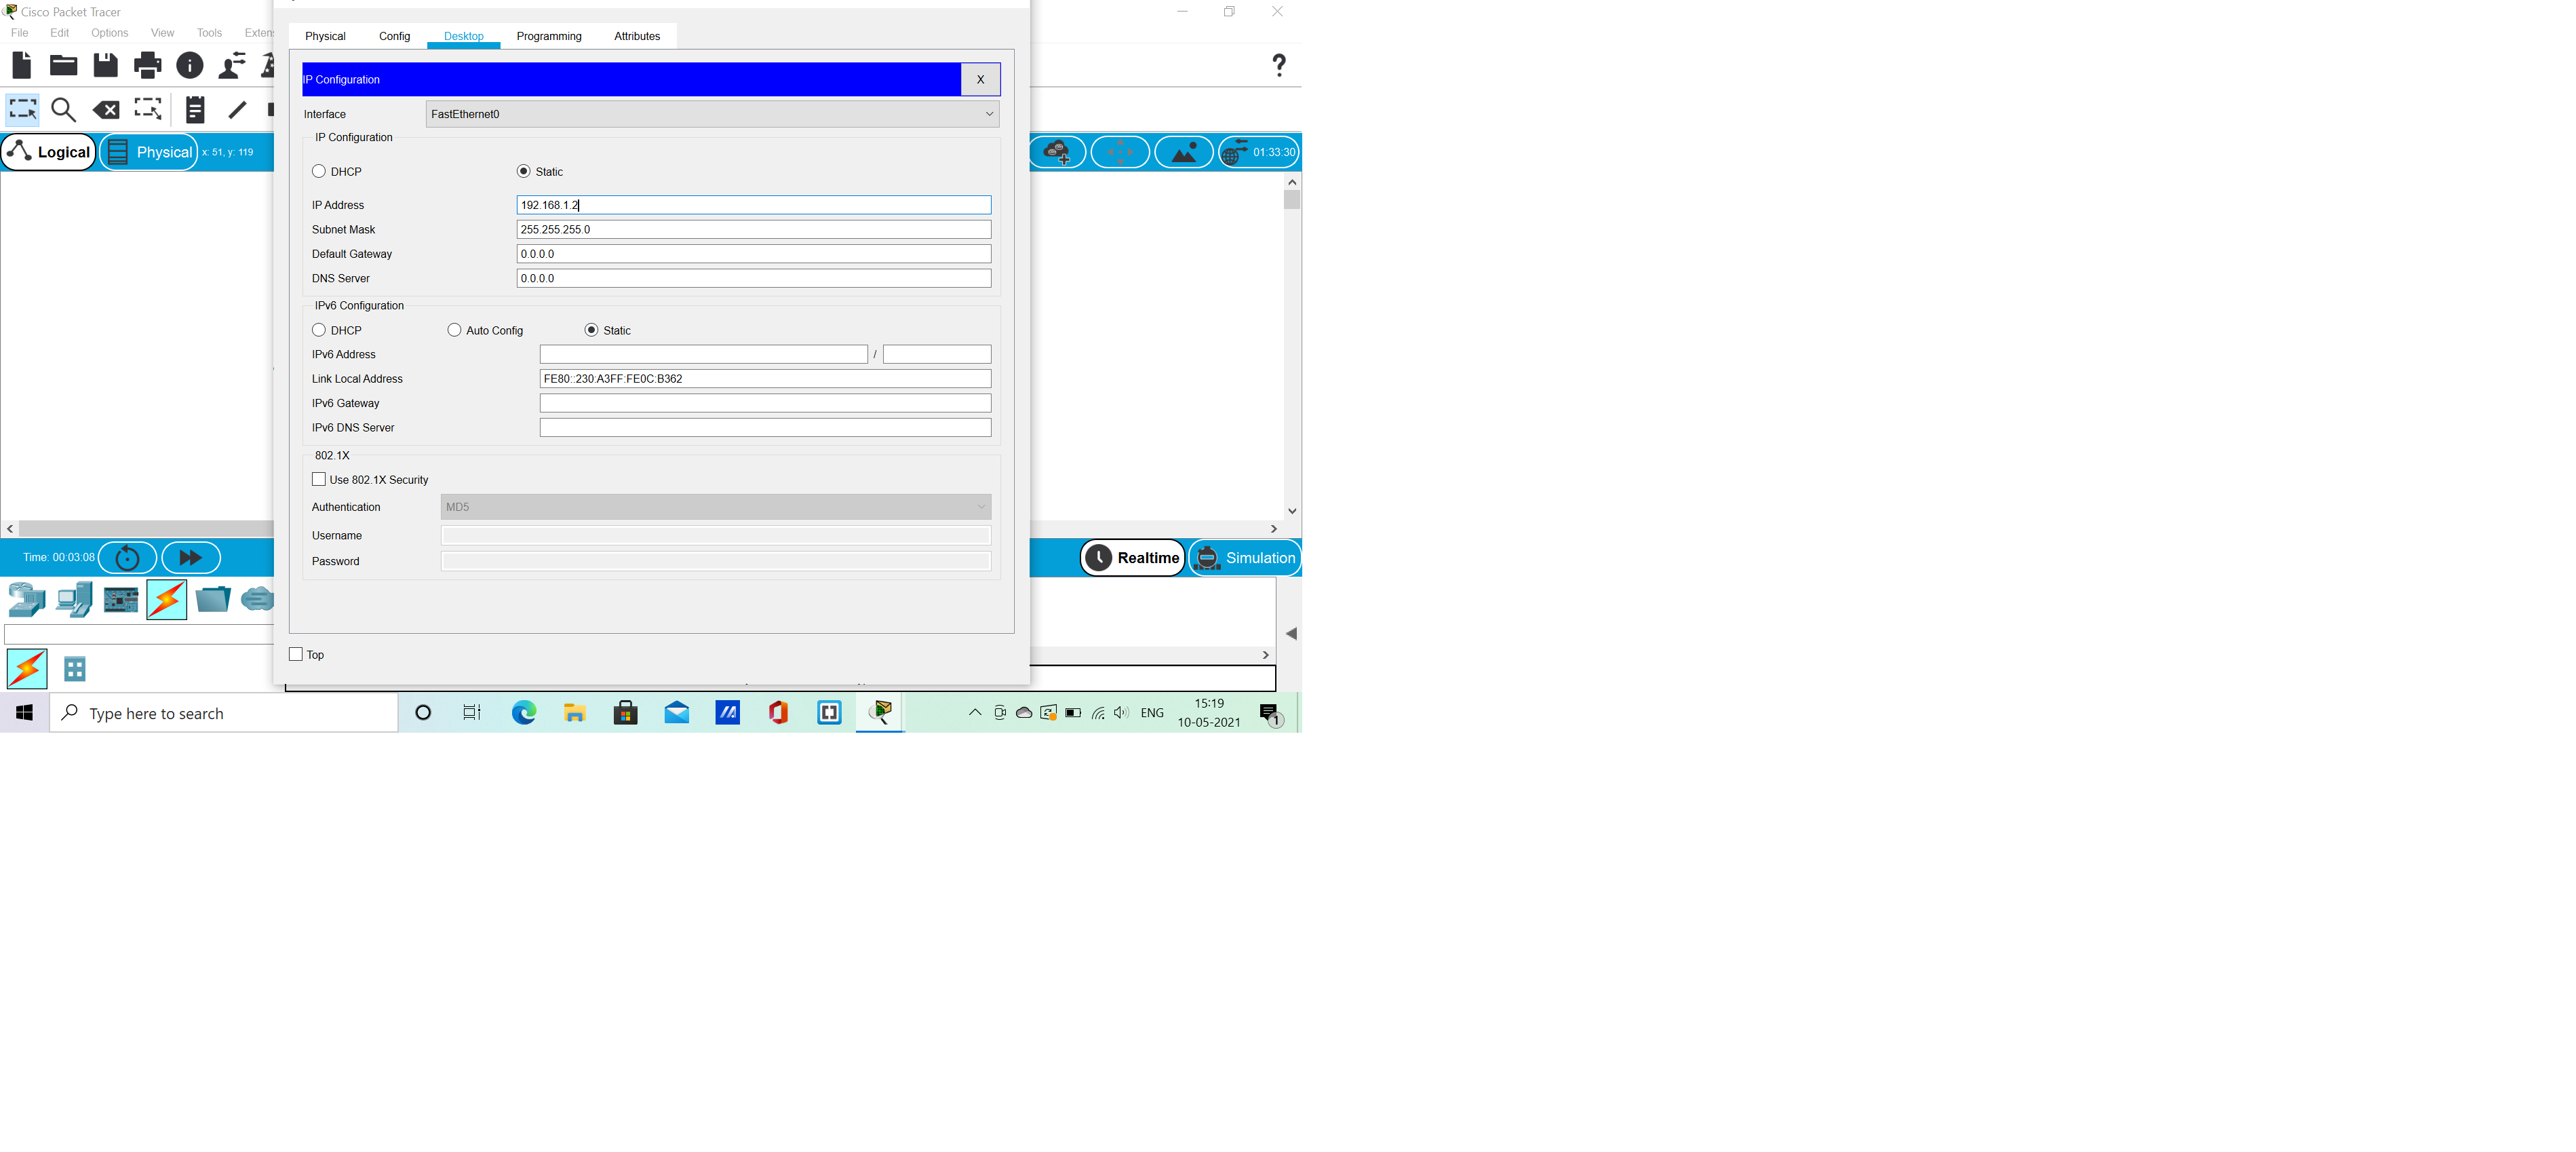 Cisco Packet Tracer
File Edit Options View Tools Exten
Physical Config Desktop Programming Attributes
IP Configuration X
Interface FastEthernet0
IP Configuration
Logical Physical x: 51, y: 119
01:33:30
DHCP Static
IP Address 192.168.1.2
Subnet Mask 255.255.255.0
Default Gateway 0.0.0.0
DNS Server 0.0.0.0
IPv6 Configuration
DHCP Auto Config Static
IPv6 Address /
Link Local Address FE80::230:A3FF:FE0C:B362
IPv6 Gateway
IPv6 DNS Server
802.1X
Use 802.1X Security
Authentication MD5
Username
Password
Time: 00:03:08
Realtime Simulation
Top
Type here to search
ENG
15:19
10-05-2021
1